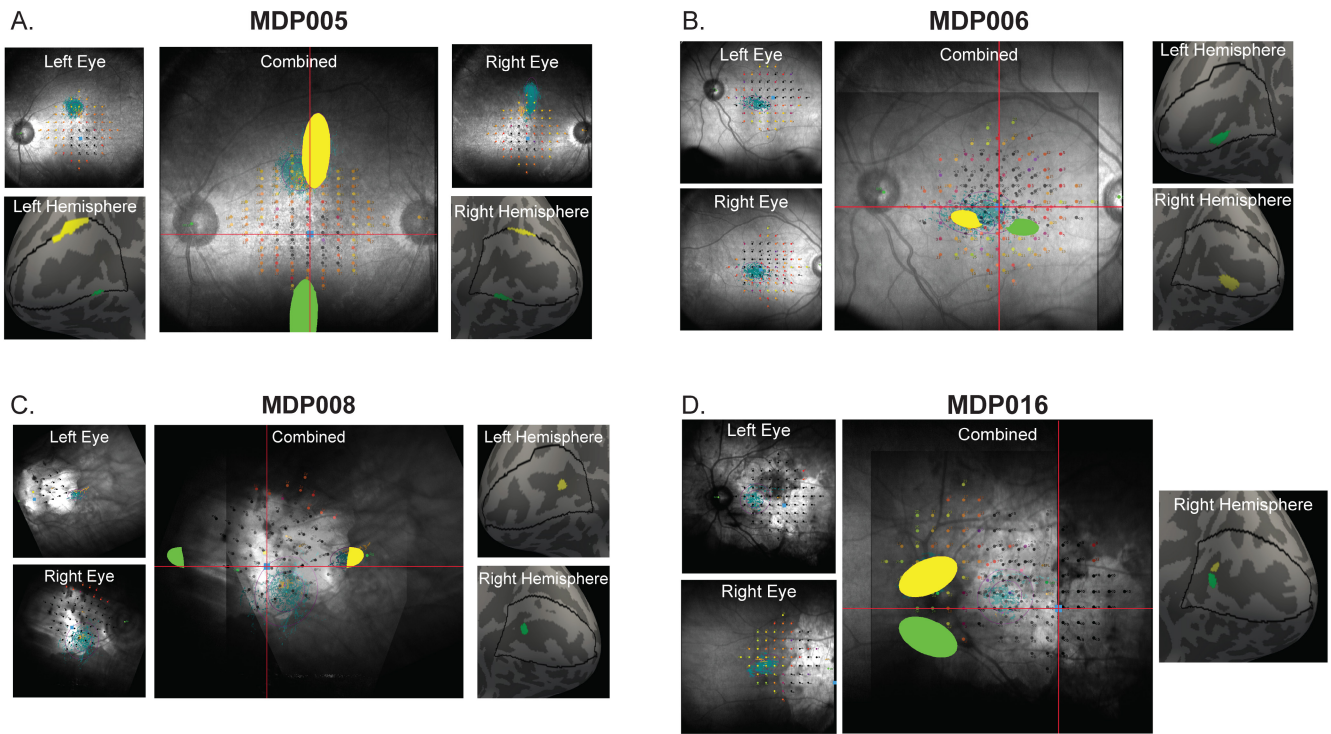 A.
MDP005
Left Eye
Combined
Right Eye
Left Hemisphere
Right Hemisphere
B.
MDP006
Left Eye
Combined
Left Hemisphere
Right Eye
Right Hemisphere
C.
MDP008
Left Eye
Combined
Left Hemisphere
Right Eye
Right Hemisphere
D.
MDP016
Left Eye
Combined
Right Hemisphere
Right Eye